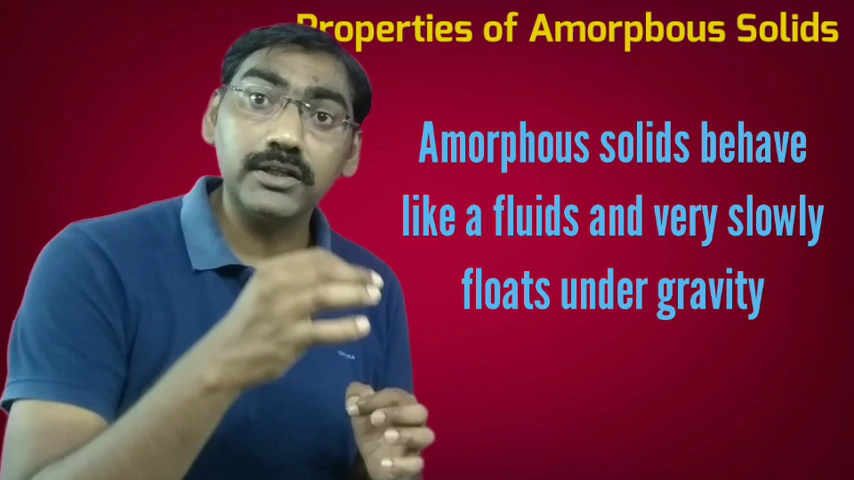 Properties of Amorpbous Solids
Amorphous solids behave
like a fluids and very slowly
floats under gravity